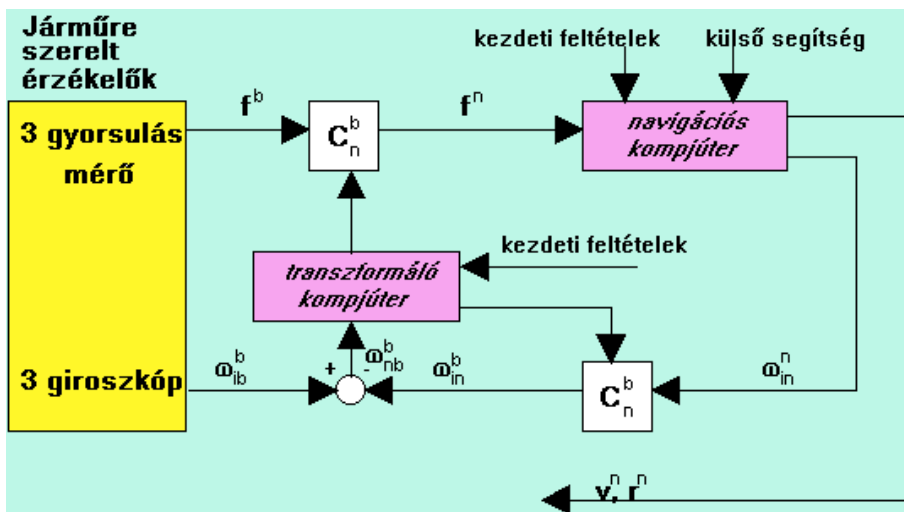 Járműre
szerelt
érzékelők
kezdeti feltételek
külső segítség
3 gyorsulás
mérő
f^b
C_n^b
f^n
navigációs
kompjúter
kezdeti feltételek
transzformáló
kompjúter
3 giroszkóp
ω_ib^b
+
-
ω_nb^b
ω_in^b
C_n^b
ω_in^n
v^n, r^n